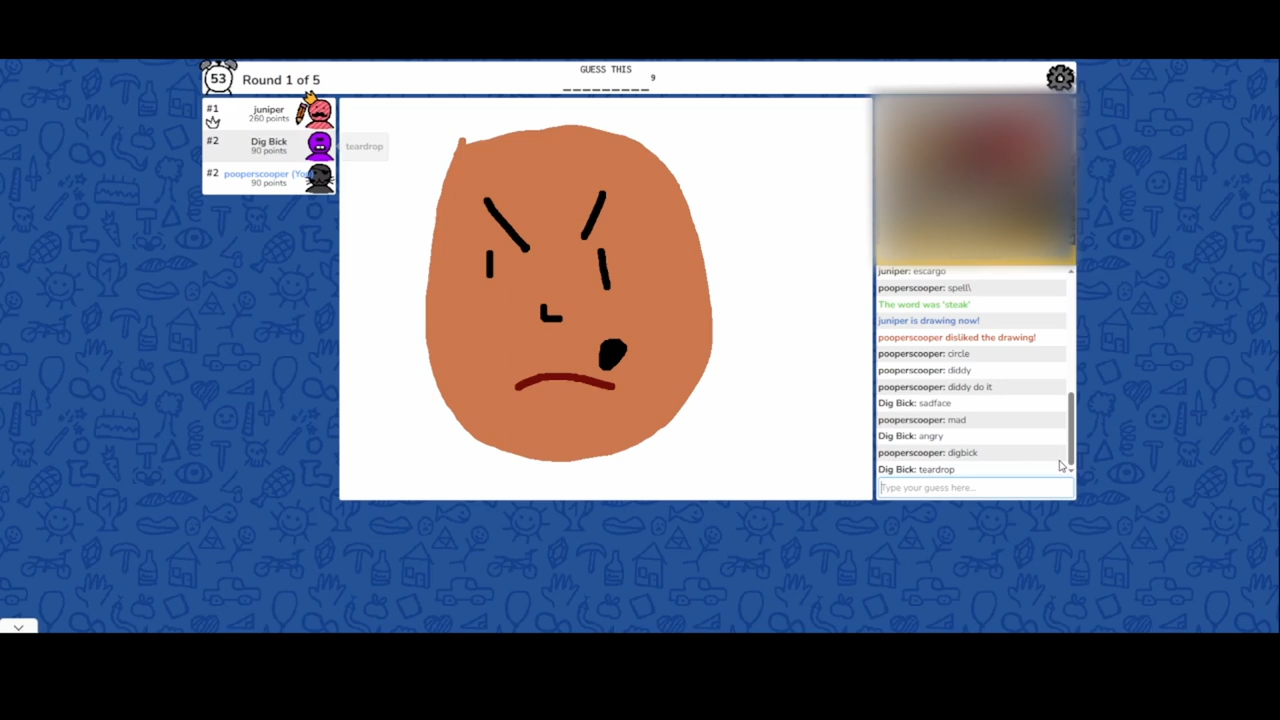 53
Round 1 of 5
GUESS THIS
_________ 9
#1
juniper
260 points
#2
Dig Bick
90 points
teardrop
#2
pooperscooper (You)
90 points
juniper: escargo
pooperscooper: spell\
The word was 'steak'
juniper is drawing now!
pooperscooper disliked the drawing!
pooperscooper: circle
pooperscooper: diddy
pooperscooper: diddy do it
Dig Bick: sadface
pooperscooper: mad
Dig Bick: angry
pooperscooper: digbick
Dig Bick: teardrop
Type your guess here...